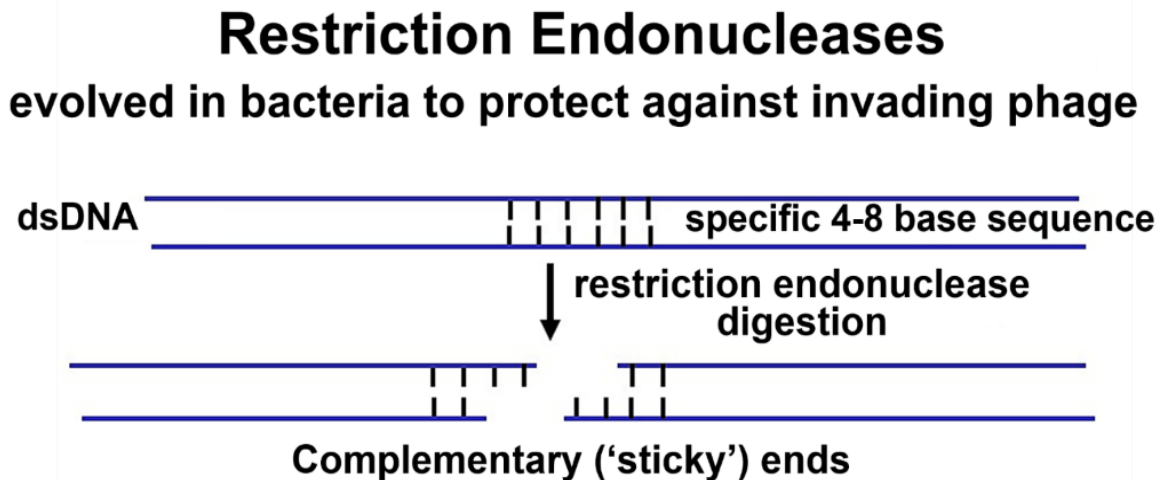 Restriction Endonucleases
evolved in bacteria to protect against invading phage
dsDNA
specific 4-8 base sequence
restriction endonuclease
digestion
Complementary (‘sticky’) ends